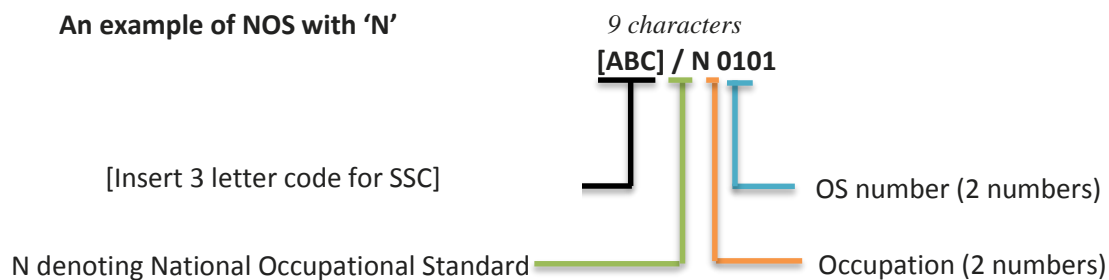 An example of NOS with ‘N’
9 characters
[ABC] / N 0101
[Insert 3 letter code for SSC]
OS number (2 numbers)
N denoting National Occupational Standard
Occupation (2 numbers)